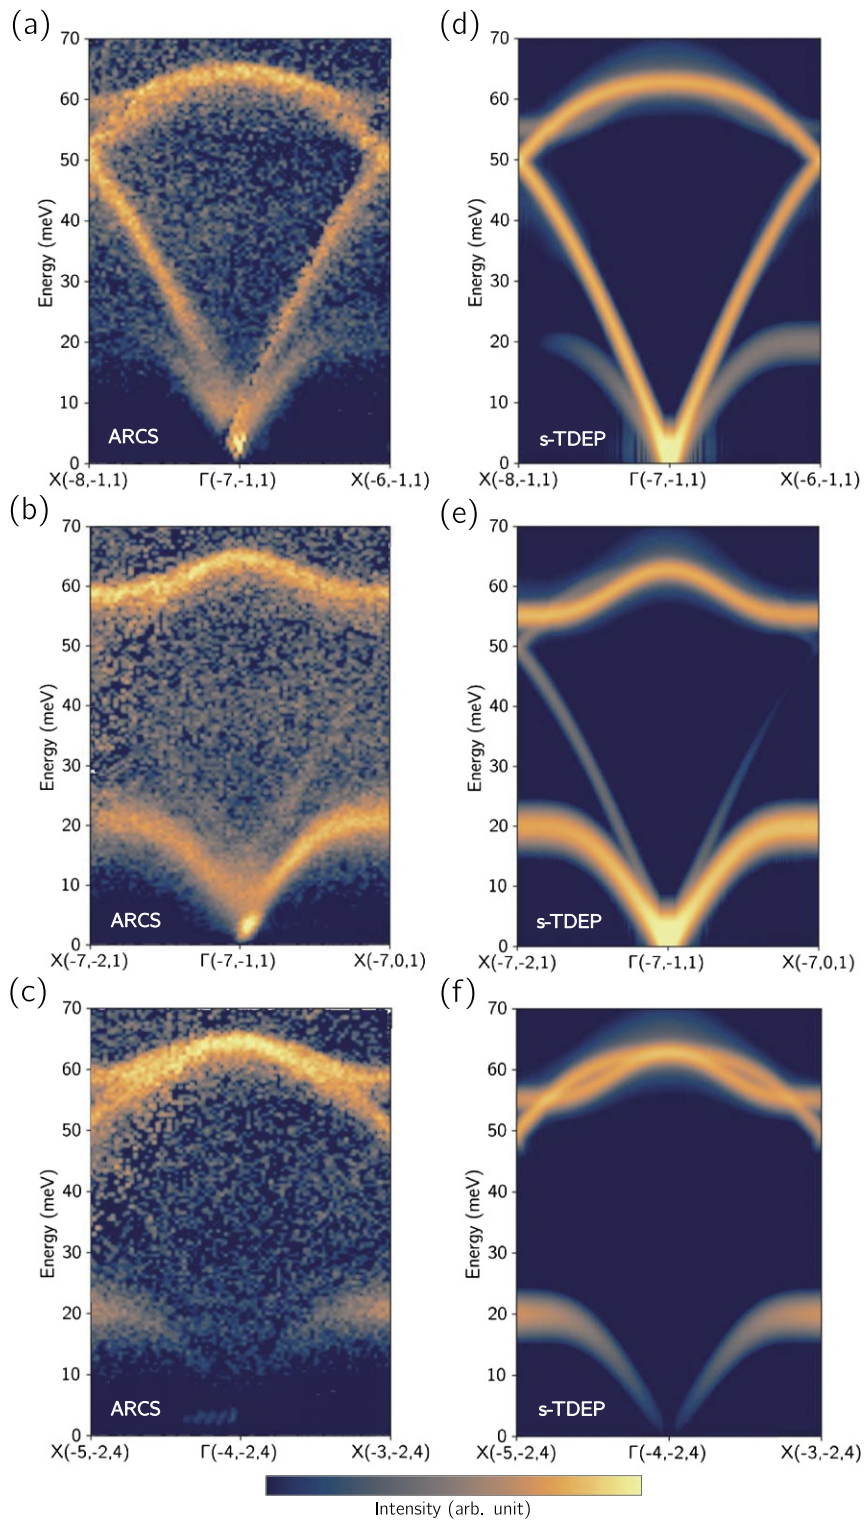 (a)
70
60
50
40
30
20
10
0
Energy (meV)
ARCS
X(-8,-1,1) Γ(-7,-1,1) X(-6,-1,1)
(d)
70
60
50
40
30
20
10
0
Energy (meV)
s-TDEP
X(-8,-1,1) Γ(-7,-1,1) X(-6,-1,1)
(b)
70
60
50
40
30
20
10
0
Energy (meV)
ARCS
X(-7,-2,1) Γ(-7,-1,1) X(-7,0,1)
(e)
70
60
50
40
30
20
10
0
Energy (meV)
s-TDEP
X(-7,-2,1) Γ(-7,-1,1) X(-7,0,1)
(c)
70
60
50
40
30
20
10
0
Energy (meV)
ARCS
X(-5,-2,4) Γ(-4,-2,4) X(-3,-2,4)
(f)
70
60
50
40
30
20
10
0
Energy (meV)
s-TDEP
X(-5,-2,4) Γ(-4,-2,4) X(-3,-2,4)
Intensity (arb. unit)